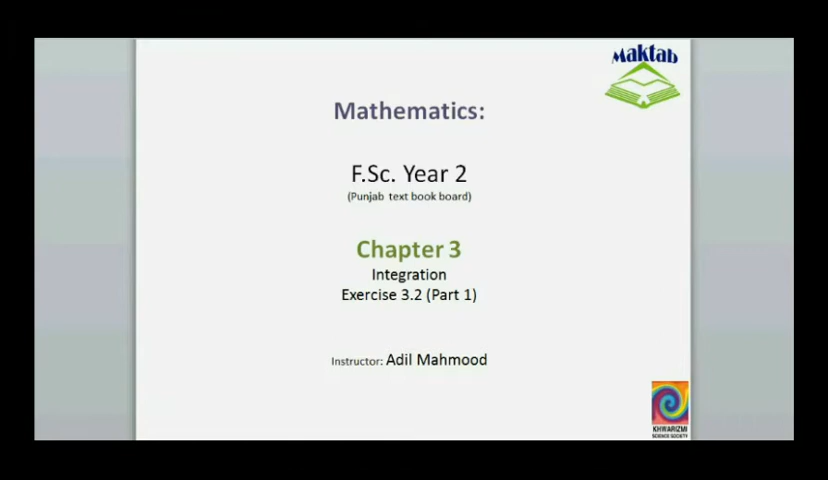 Maktab
Mathematics:
F.Sc. Year 2
(Punjab text book board)
Chapter 3
Integration
Exercise 3.2 (Part 1)
Instructor: Adil Mahmood
KHWARIZMI
SCIENCE SOCIETY